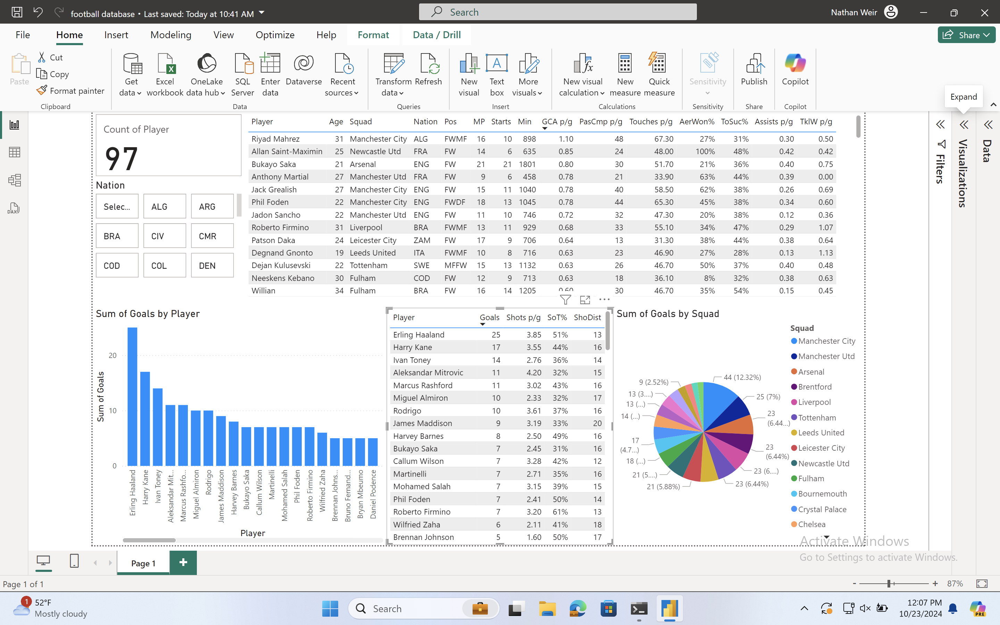 football database • Last saved: Today at 10:41 AM
Search
Nathan Weir
File Home Insert Modeling View Optimize Help Format Data / Drill
Share
Paste
Cut
Copy
Format painter
Clipboard
Get data
Excel workbook
OneLake data hub
SQL Server
Enter data
Dataverse
Recent sources
Data
Transform data
Refresh
Queries
New visual
Text box
More visuals
Insert
New visual calculation
New measure
Quick measure
Calculations
Sensitivity
Sensitivity
Publish
Share
Copilot
Copilot
Expand
DAX
Count of Player
97
Nation
Selec... ALG ARG
BRA CIV CMR
COD COL DEN
Player Age Squad Nation Pos MP Starts Min GCA p/g PasCmp p/g Touches p/g AerWon% ToSuc% Assists p/g TklW p/g
Riyad Mahrez 31 Manchester City ALG FWMF 16 10 898 1.10 48 67.30 27% 31% 0.30 0.50
Allan Saint-Maximin 25 Newcastle Utd FRA FW 14 6 635 0.85 24 48.00 100% 48% 0.42 0.42
Bukayo Saka 21 Arsenal ENG FW 21 21 1801 0.80 30 51.70 21% 36% 0.40 0.75
Anthony Martial 27 Manchester Utd FRA FW 9 6 458 0.78 21 33.90 63% 44% 0.39 0.00
Jack Grealish 27 Manchester City ENG FW 15 11 1040 0.78 40 58.50 62% 38% 0.26 0.69
Phil Foden 22 Manchester City ENG FWDF 18 13 1045 0.78 44 65.30 45% 38% 0.34 0.60
Jadon Sancho 22 Manchester Utd ENG FW 11 10 746 0.72 32 47.30 20% 38% 0.12 0.36
Roberto Firmino 31 Liverpool BRA FWMF 13 11 929 0.68 33 55.10 34% 47% 0.29 1.07
Patson Daka 24 Leicester City ZAM FW 17 9 706 0.64 13 31.30 38% 44% 0.38 0.64
Degnand Gnonto 19 Leeds United ITA FWMF 10 8 716 0.63 23 46.90 27% 28% 0.13 1.13
Dejan Kulusevski 22 Tottenham SWE MFFW 15 13 1132 0.63 26 46.70 50% 37% 0.40 0.48
Neeskens Kebano 30 Fulham COD FW 12 9 713 0.63 18 36.10 8% 32% 0.38 0.63
Willian 34 Fulham BRA FW 16 14 1205 0.60 30 46.70 35% 54% 0.15 0.45
Filters
Visualizations
Data
Sum of Goals by Player
Sum of Goals
20
10
0
Erling Haaland
Harry Kane
Ivan Toney
Aleksandar Mit...
Marcus Rashfo...
Miguel Almiron
Rodrigo
James Maddison
Harvey Barnes
Bukayo Saka
Callum Wilson
Martinelli
Mohamed Salah
Phil Foden
Roberto Firmino
Wilfried Zaha
Brennan Johns...
Bruno Fernand...
Bryan Mbeumo
Daniel Podence
Player
Player Goals Shots p/g SoT% ShoDist
Erling Haaland 25 3.85 51% 13
Harry Kane 17 3.55 44% 16
Ivan Toney 14 2.76 36% 14
Aleksandar Mitrovic 11 4.20 32% 15
Marcus Rashford 11 3.02 43% 16
Miguel Almiron 10 2.33 32% 17
Rodrigo 10 3.61 37% 16
James Maddison 9 3.19 33% 20
Harvey Barnes 8 2.50 49% 16
Bukayo Saka 7 2.45 31% 16
Callum Wilson 7 3.28 42% 12
Martinelli 7 2.71 35% 16
Mohamed Salah 7 3.15 39% 15
Phil Foden 7 2.41 50% 14
Roberto Firmino 7 3.20 61% 13
Wilfried Zaha 6 2.11 41% 18
Brennan Johnson 5 1.60 50% 17
Sum of Goals by Squad
44 (12.32%)
25 (7%)
23
(6.44...)
23
(6.44%)
23 (6....)
23 (6.44%)
21 (5.88%)
21 (5....)
18 (...)
17
(4.7...)
14 (...)
13 (...)
13 (3....)
9 (2.52%)
Squad
Manchester City
Manchester Utd
Arsenal
Brentford
Liverpool
Tottenham
Leeds United
Leicester City
Newcastle Utd
Fulham
Bournemouth
Crystal Palace
Chelsea
Activate Windows
Go to Settings to activate Windows.
Page 1
Page 1 of 1
87%
1
52°F
Mostly cloudy
Search
12:07 PM
10/23/2024
PRE